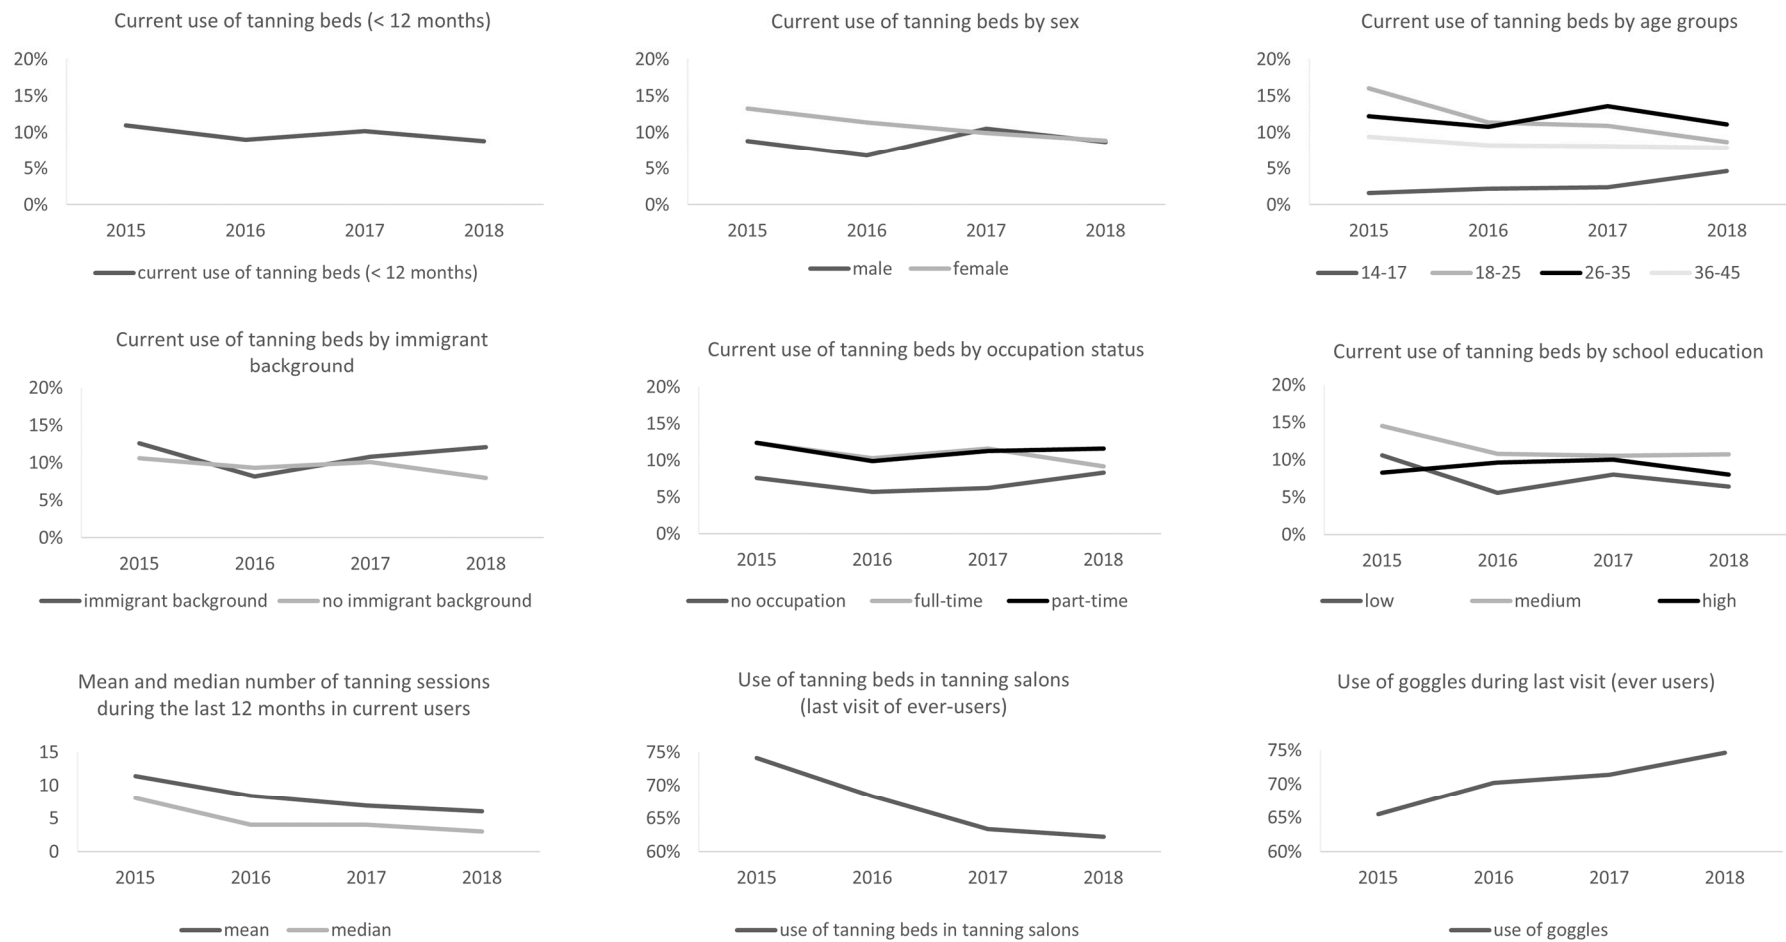 Current use of tanning beds (< 12 months)
20%
15%
10%
5%
0%
2015 2016 2017 2018
current use of tanning beds (< 12 months)
Current use of tanning beds by sex
20%
15%
10%
5%
0%
2015 2016 2017 2018
male female
Current use of tanning beds by age groups
20%
15%
10%
5%
0%
2015 2016 2017 2018
14-17 18-25 26-35 36-45
Current use of tanning beds by immigrant
background
20%
15%
10%
5%
0%
2015 2016 2017 2018
immigrant background no immigrant background
Current use of tanning beds by occupation status
20%
15%
10%
5%
0%
2015 2016 2017 2018
no occupation full-time part-time
Current use of tanning beds by school education
20%
15%
10%
5%
0%
2015 2016 2017 2018
low medium high
Mean and median number of tanning sessions
during the last 12 months in current users
15
10
5
0
2015 2016 2017 2018
mean median
Use of tanning beds in tanning salons
(last visit of ever-users)
75%
70%
65%
60%
2015 2016 2017 2018
use of tanning beds in tanning salons
Use of goggles during last visit (ever users)
75%
70%
65%
60%
2015 2016 2017 2018
use of goggles